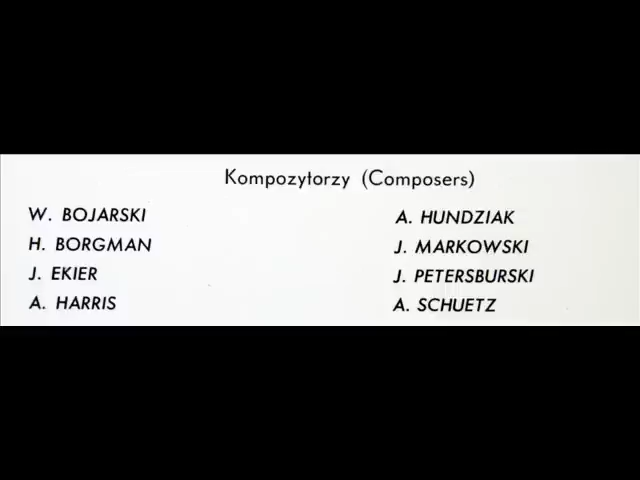 Kompozytorzy (Composers)
W. BOJARSKI
H. BORGMAN
J. EKIER
A. HARRIS
A. HUNDZIAK
J. MARKOWSKI
J. PETERSBURSKI
A. SCHUETZ